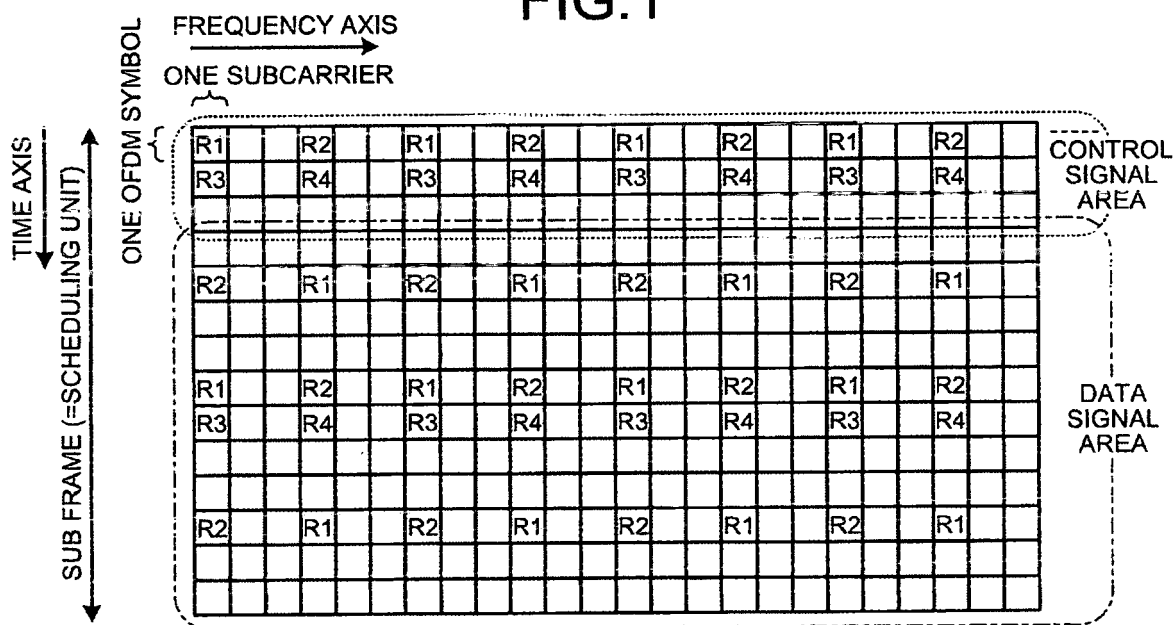 FIG.1
FREQUENCY AXIS
ONE SUBCARRIER
ONE OFDM SYMBOL
TIME AXIS
SUB FRAME (=SCHEDULING UNIT)
R1 R2 R1 R2 R1 R2 R1 R2
R3 R4 R3 R4 R3 R4 R3 R4
CONTROL
SIGNAL
AREA
R2 R1 R2 R1 R2 R1 R2 R1
R1 R2 R1 R2 R1 R2 R1 R2
R3 R4 R3 R4 R3 R4 R3 R4
DATA
SIGNAL
AREA
R2 R1 R2 R1 R2 R1 R2 R1